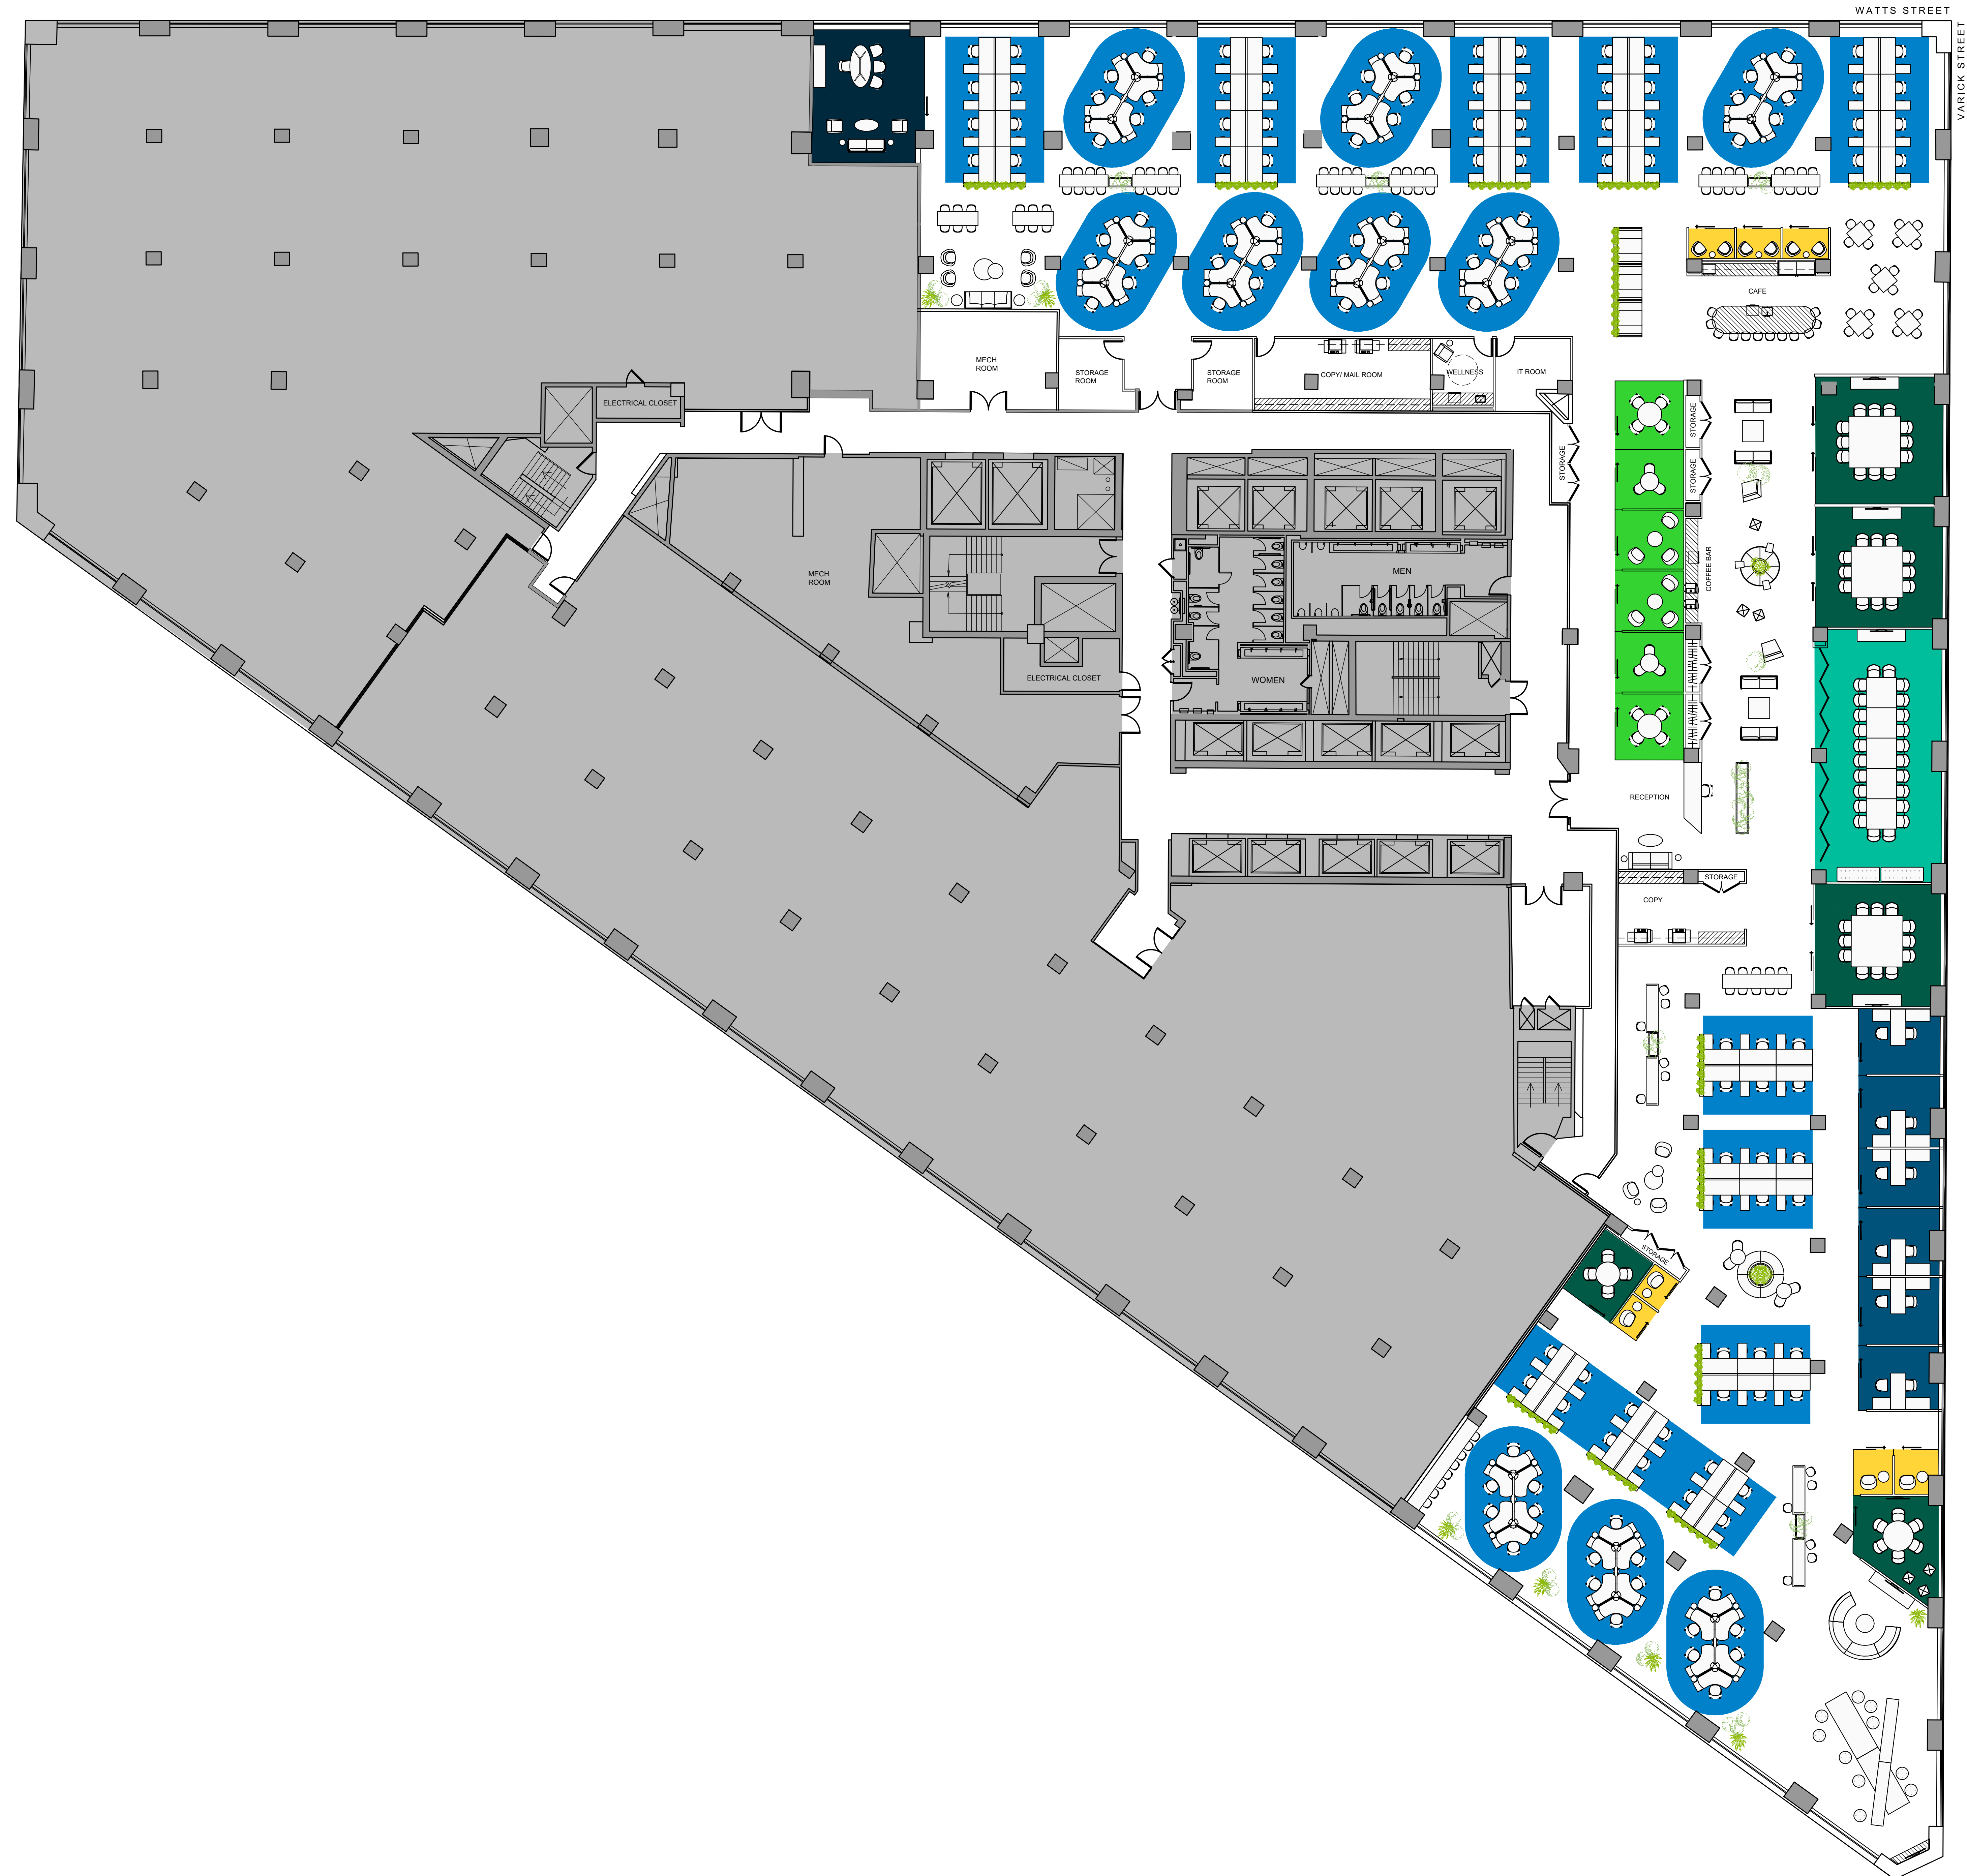 WATTS STREET
VARICK STREET
CAFE
MECH
ROOM
STORAGE
ROOM
STORAGE
ROOM
COPY/ MAIL ROOM
WELLNESS
IT ROOM
ELECTRICAL CLOSET
STORAGE
STORAGE
STORAGE
COFFEE BAR
MECH
ROOM
MEN
WOMEN
ELECTRICAL CLOSET
RECEPTION
STORAGE
COPY
STORAGE